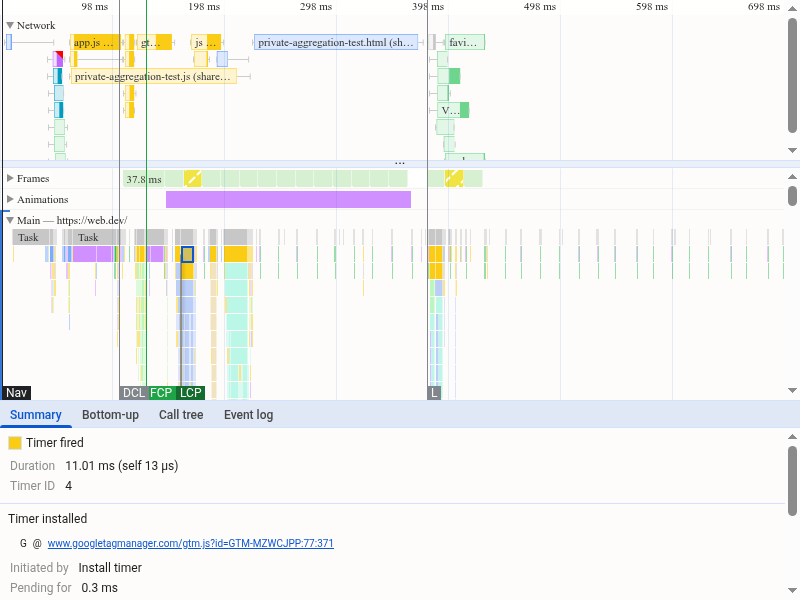 98 ms 198 ms 298 ms 398 ms 498 ms 598 ms 698 ms
Network
app.js … gt… js … private-aggregation-test.html (sh… favi…
private-aggregation-test.js (share…
V…
...
Frames 37.8 ms
Animations
Main — https://web.dev/
Task Task
Nav DCL FCP LCP L
Summary Bottom-up Call tree Event log
Timer fired
Duration 11.01 ms (self 13 μs)
Timer ID 4
Timer installed
G @ www.googletagmanager.com/gtm.js?id=GTM-MZWCJPP:77:371
Initiated by Install timer
Pending for 0.3 ms